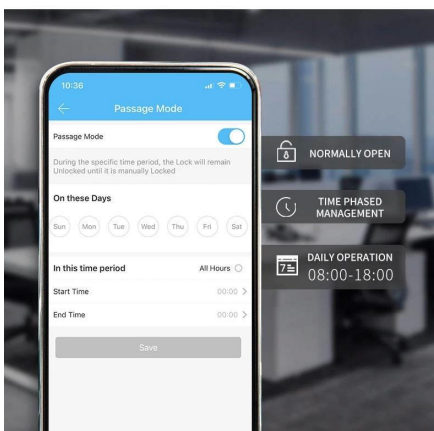 10:36
Passage Mode
Passage Mode
During the specific time period, the Lock will remain
Unlocked until it is manually Locked
On these Days
Sun Mon Tue Wed Thu Fri Sat
In this time period All Hours
Start Time 00:00
End Time 00:00
Save
NORMALLY OPEN
TIME PHASED
MANAGEMENT
7
DAILY OPERATION
08:00-18:00